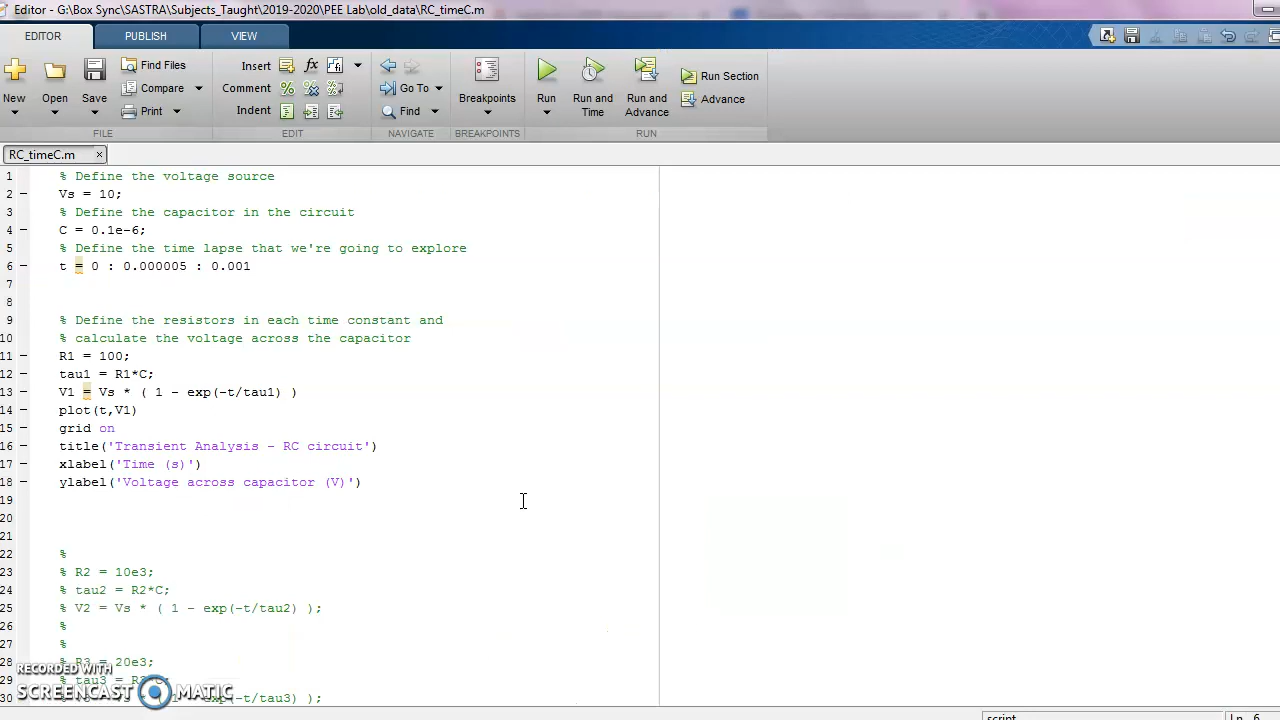 Editor - G:\Box Sync\SASTRA\Subjects_Taught\2019-2020\PEE Lab\old_data\RC_timeC.m
EDITOR PUBLISH VIEW
New Open Save Find Files Compare Print
Insert Comment Indent
Go To Find
Breakpoints
Run Run and Time Run and Advance Run Section Advance
FILE EDIT NAVIGATE BREAKPOINTS RUN
RC_timeC.m ×
1 % Define the voltage source
2 – Vs = 10;
3 % Define the capacitor in the circuit
4 – C = 0.1e-6;
5 % Define the time lapse that we're going to explore
6 – t = 0 : 0.000005 : 0.001
7
8
9 % Define the resistors in each time constant and
10 % calculate the voltage across the capacitor
11 – R1 = 100;
12 – tau1 = R1*C;
13 – V1 = Vs * ( 1 - exp(-t/tau1) )
14 – plot(t,V1)
15 – grid on
16 – title('Transient Analysis - RC circuit')
17 – xlabel('Time (s)')
18 – ylabel('Voltage across capacitor (V)')
19
20
21
22 %
23 % R2 = 10e3;
24 % tau2 = R2*C;
25 % V2 = Vs * ( 1 - exp(-t/tau2) );
26 %
27 %
28 % R3 = 20e3;
RECORDED WITH
29 % tau3 =
SCREENCAST MATIC
30 exp(-t/tau3) );
script Ln 6